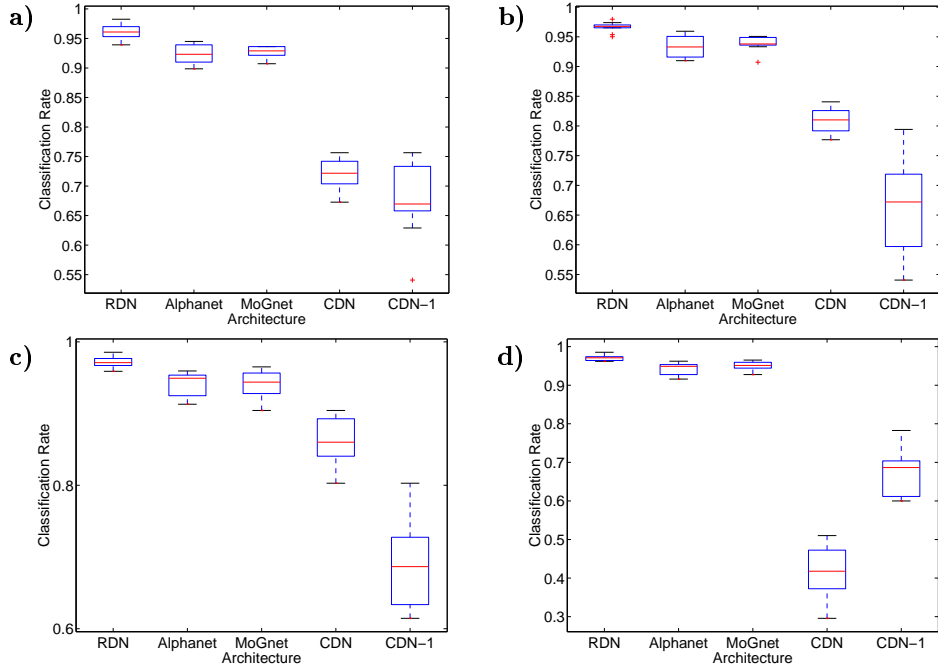 a)
1
0.95
0.9
0.85
0.8
0.75
0.7
0.65
0.6
0.55
Classification Rate
RDN Alphanet MoGnet CDN CDN−1
Architecture
b)
1
0.95
0.9
0.85
0.8
0.75
0.7
0.65
0.6
0.55
Classification Rate
RDN Alphanet MoGnet CDN CDN−1
Architecture
c)
1
0.8
0.6
Classification Rate
RDN Alphanet MoGnet CDN CDN−1
Architecture
d)
1
0.9
0.8
0.7
0.6
0.5
0.4
0.3
Classification Rate
RDN Alphanet MoGnet CDN CDN−1
Architecture